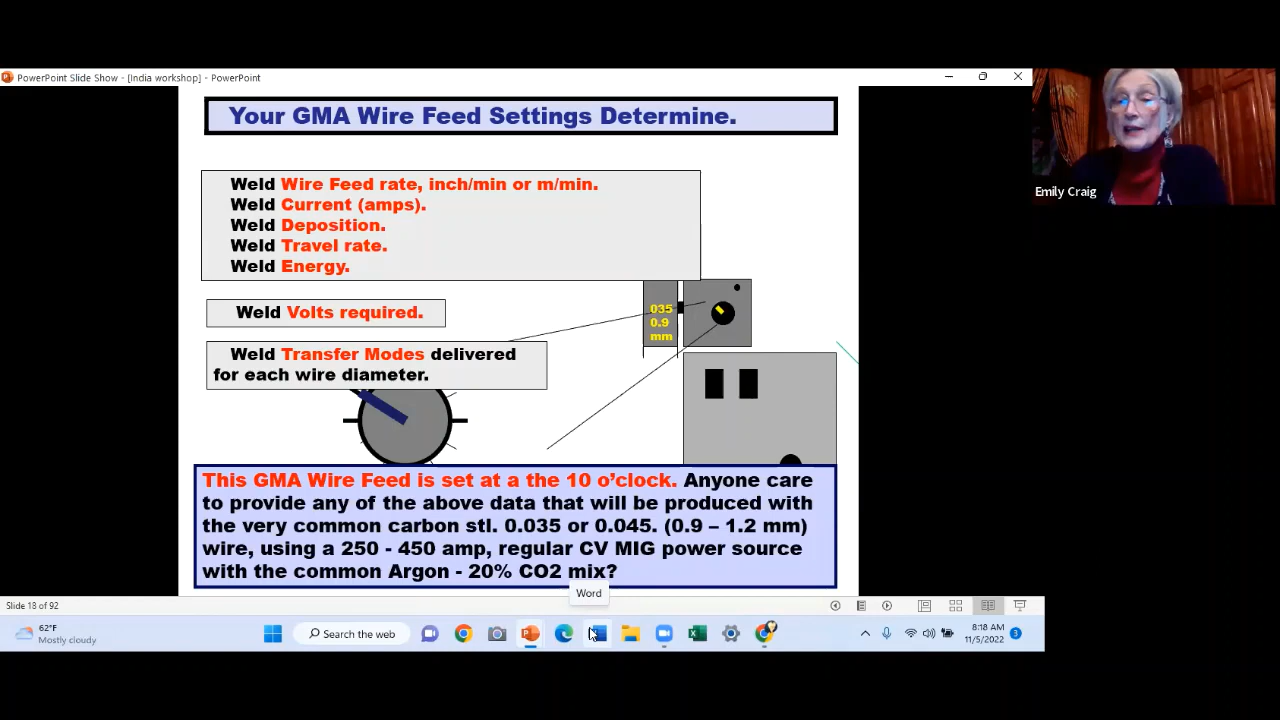 PowerPoint Slide Show - [India workshop] - PowerPoint
Your GMA Wire Feed Settings Determine.
Weld Wire Feed rate, inch/min or m/min.
Weld Current (amps).
Weld Deposition.
Weld Travel rate.
Weld Energy.
Weld Volts required.
035
0.9
mm
Weld Transfer Modes delivered
for each wire diameter.
This GMA Wire Feed is set at a the 10 o’clock. Anyone care
to provide any of the above data that will be produced with
the very common carbon stl. 0.035 or 0.045. (0.9 – 1.2 mm)
wire, using a 250 - 450 amp, regular CV MIG power source
with the common Argon - 20% CO2 mix?
Word
Slide 18 of 92
62°F
Mostly cloudy
Search the web
8:18 AM
11/5/2022
3
Emily Craig